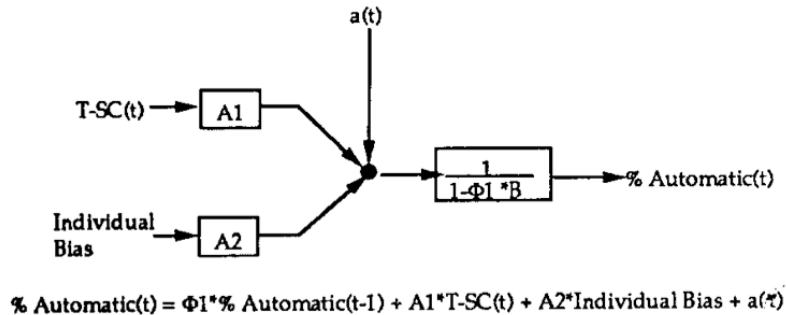 a(t)
T-SC(t)
A1
1
1-Φ1*B
% Automatic(t)
Individual
Bias
A2
% Automatic(t) = Φ1*% Automatic(t-1) + A1*T-SC(t) + A2*Individual Bias + a(t)